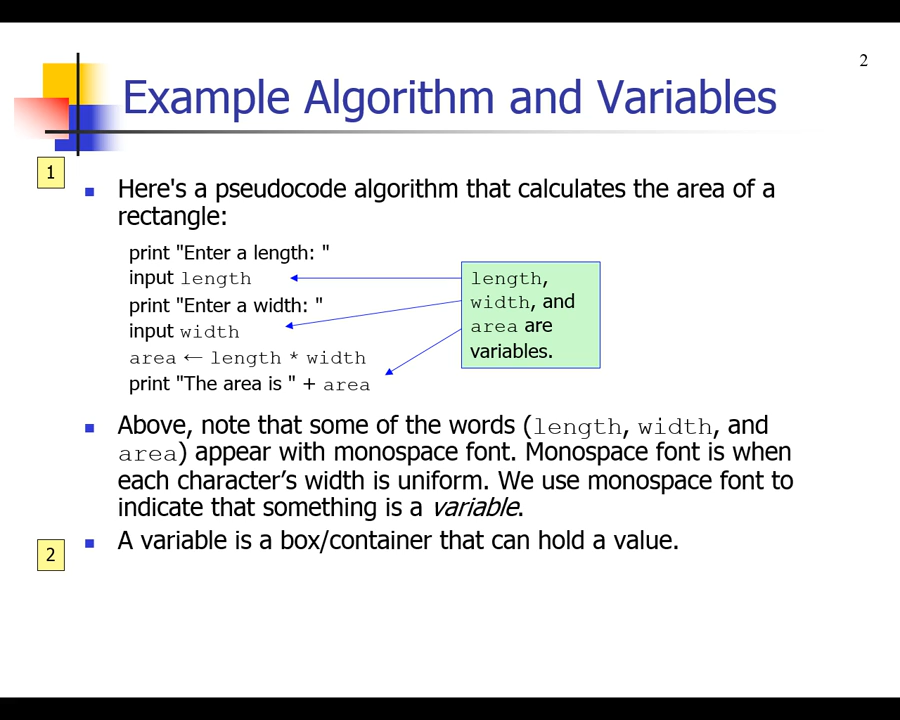 2
Example Algorithm and Variables
1
Here's a pseudocode algorithm that calculates the area of a
rectangle:
print "Enter a length: "
input length
print "Enter a width: "
input width
area ← length * width
print "The area is " + area
length,
width, and
area are
variables.
Above, note that some of the words (length, width, and
area) appear with monospace font. Monospace font is when
each character’s width is uniform. We use monospace font to
indicate that something is a variable.
2
A variable is a box/container that can hold a value.